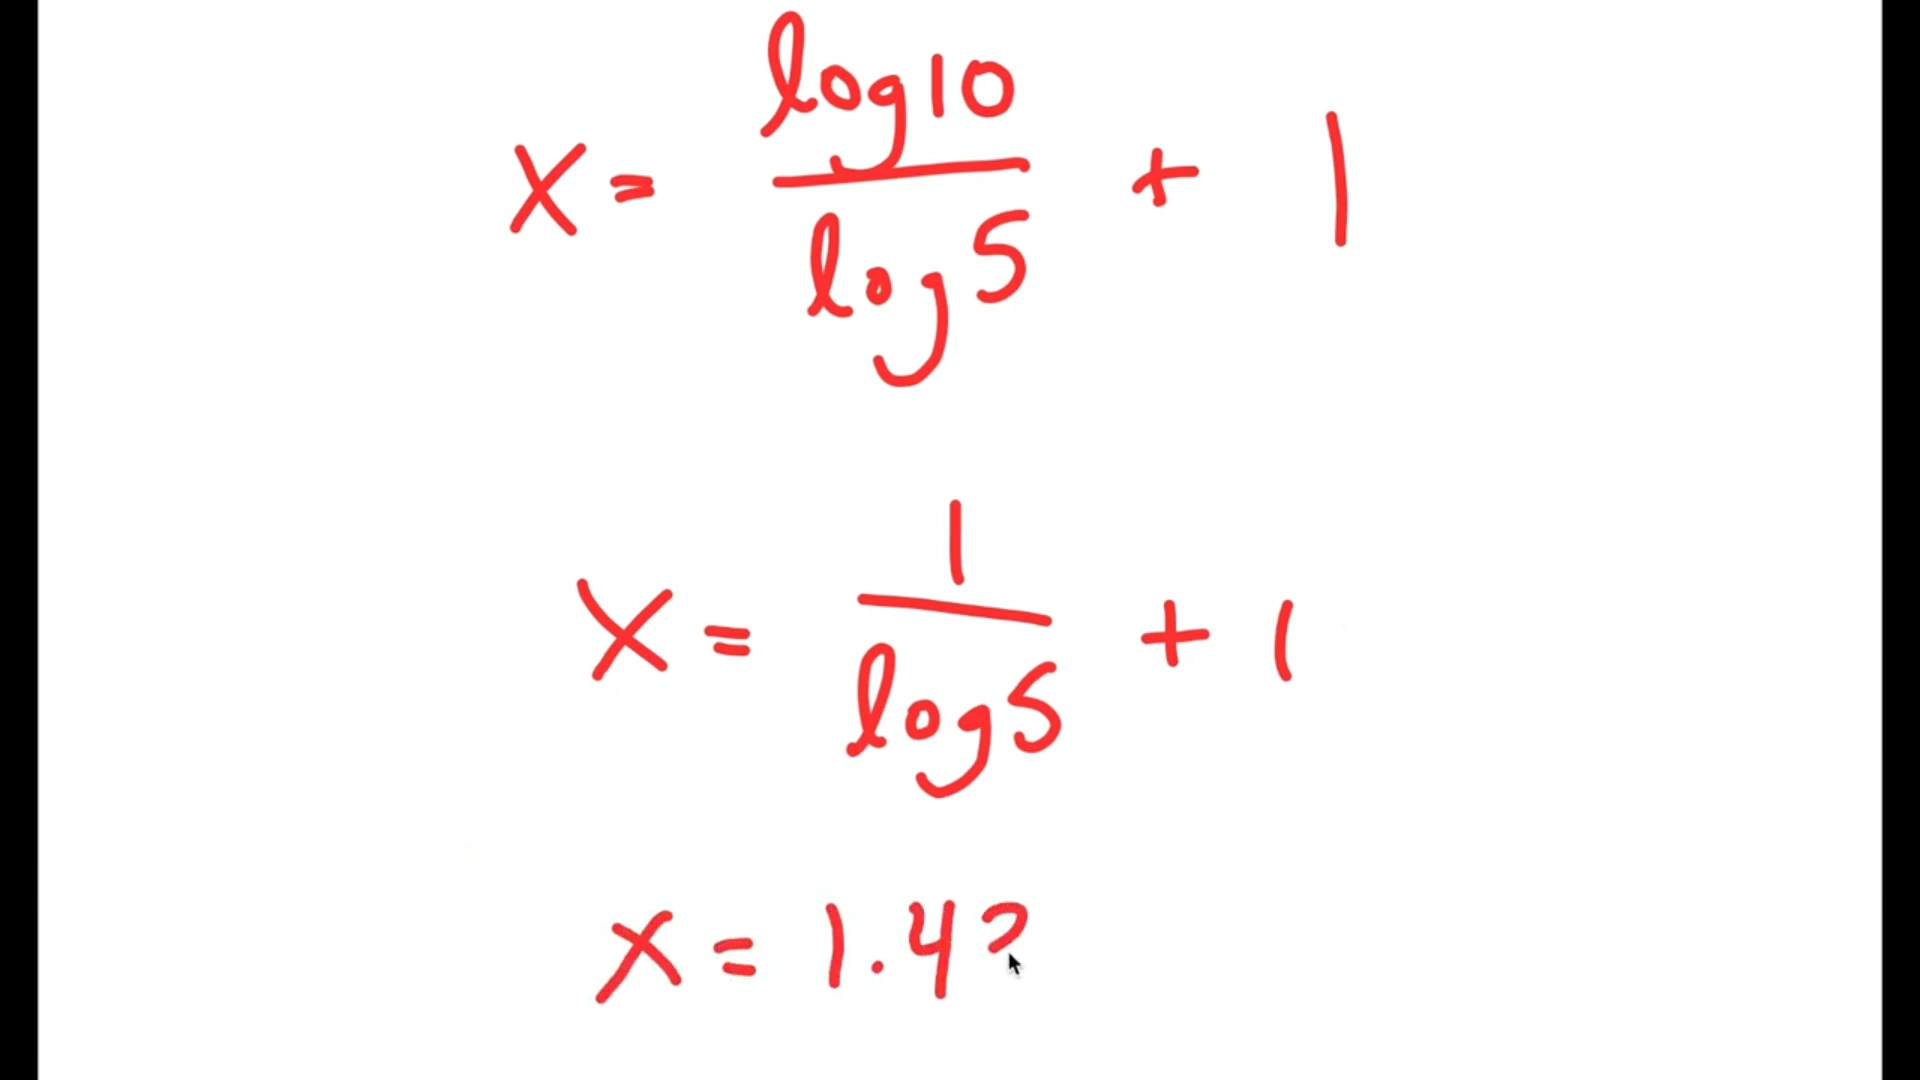 x = log10 / log5 + 1
x = 1 / log5 + 1
x = 1.4